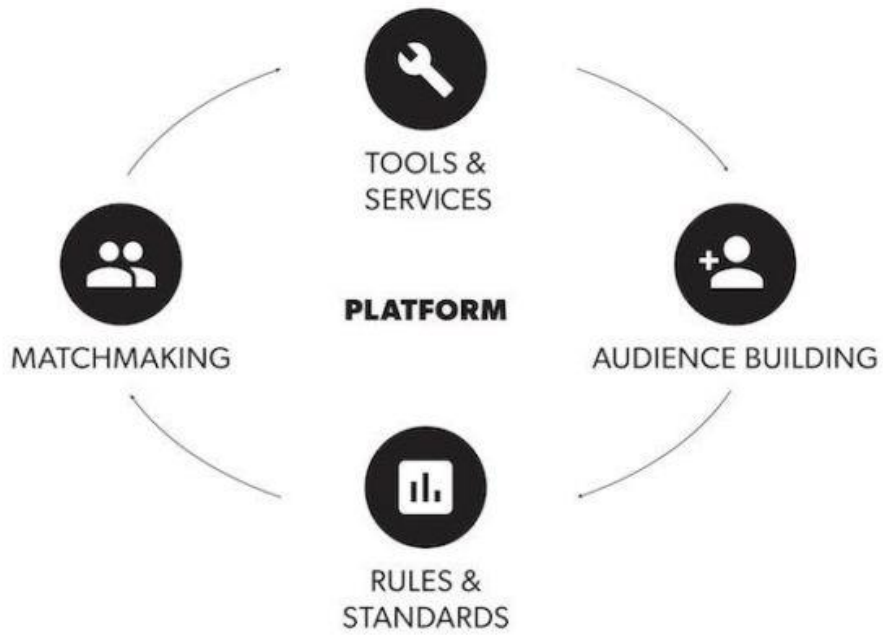 TOOLS &
SERVICES
MATCHMAKING
PLATFORM
AUDIENCE BUILDING
RULES &
STANDARDS